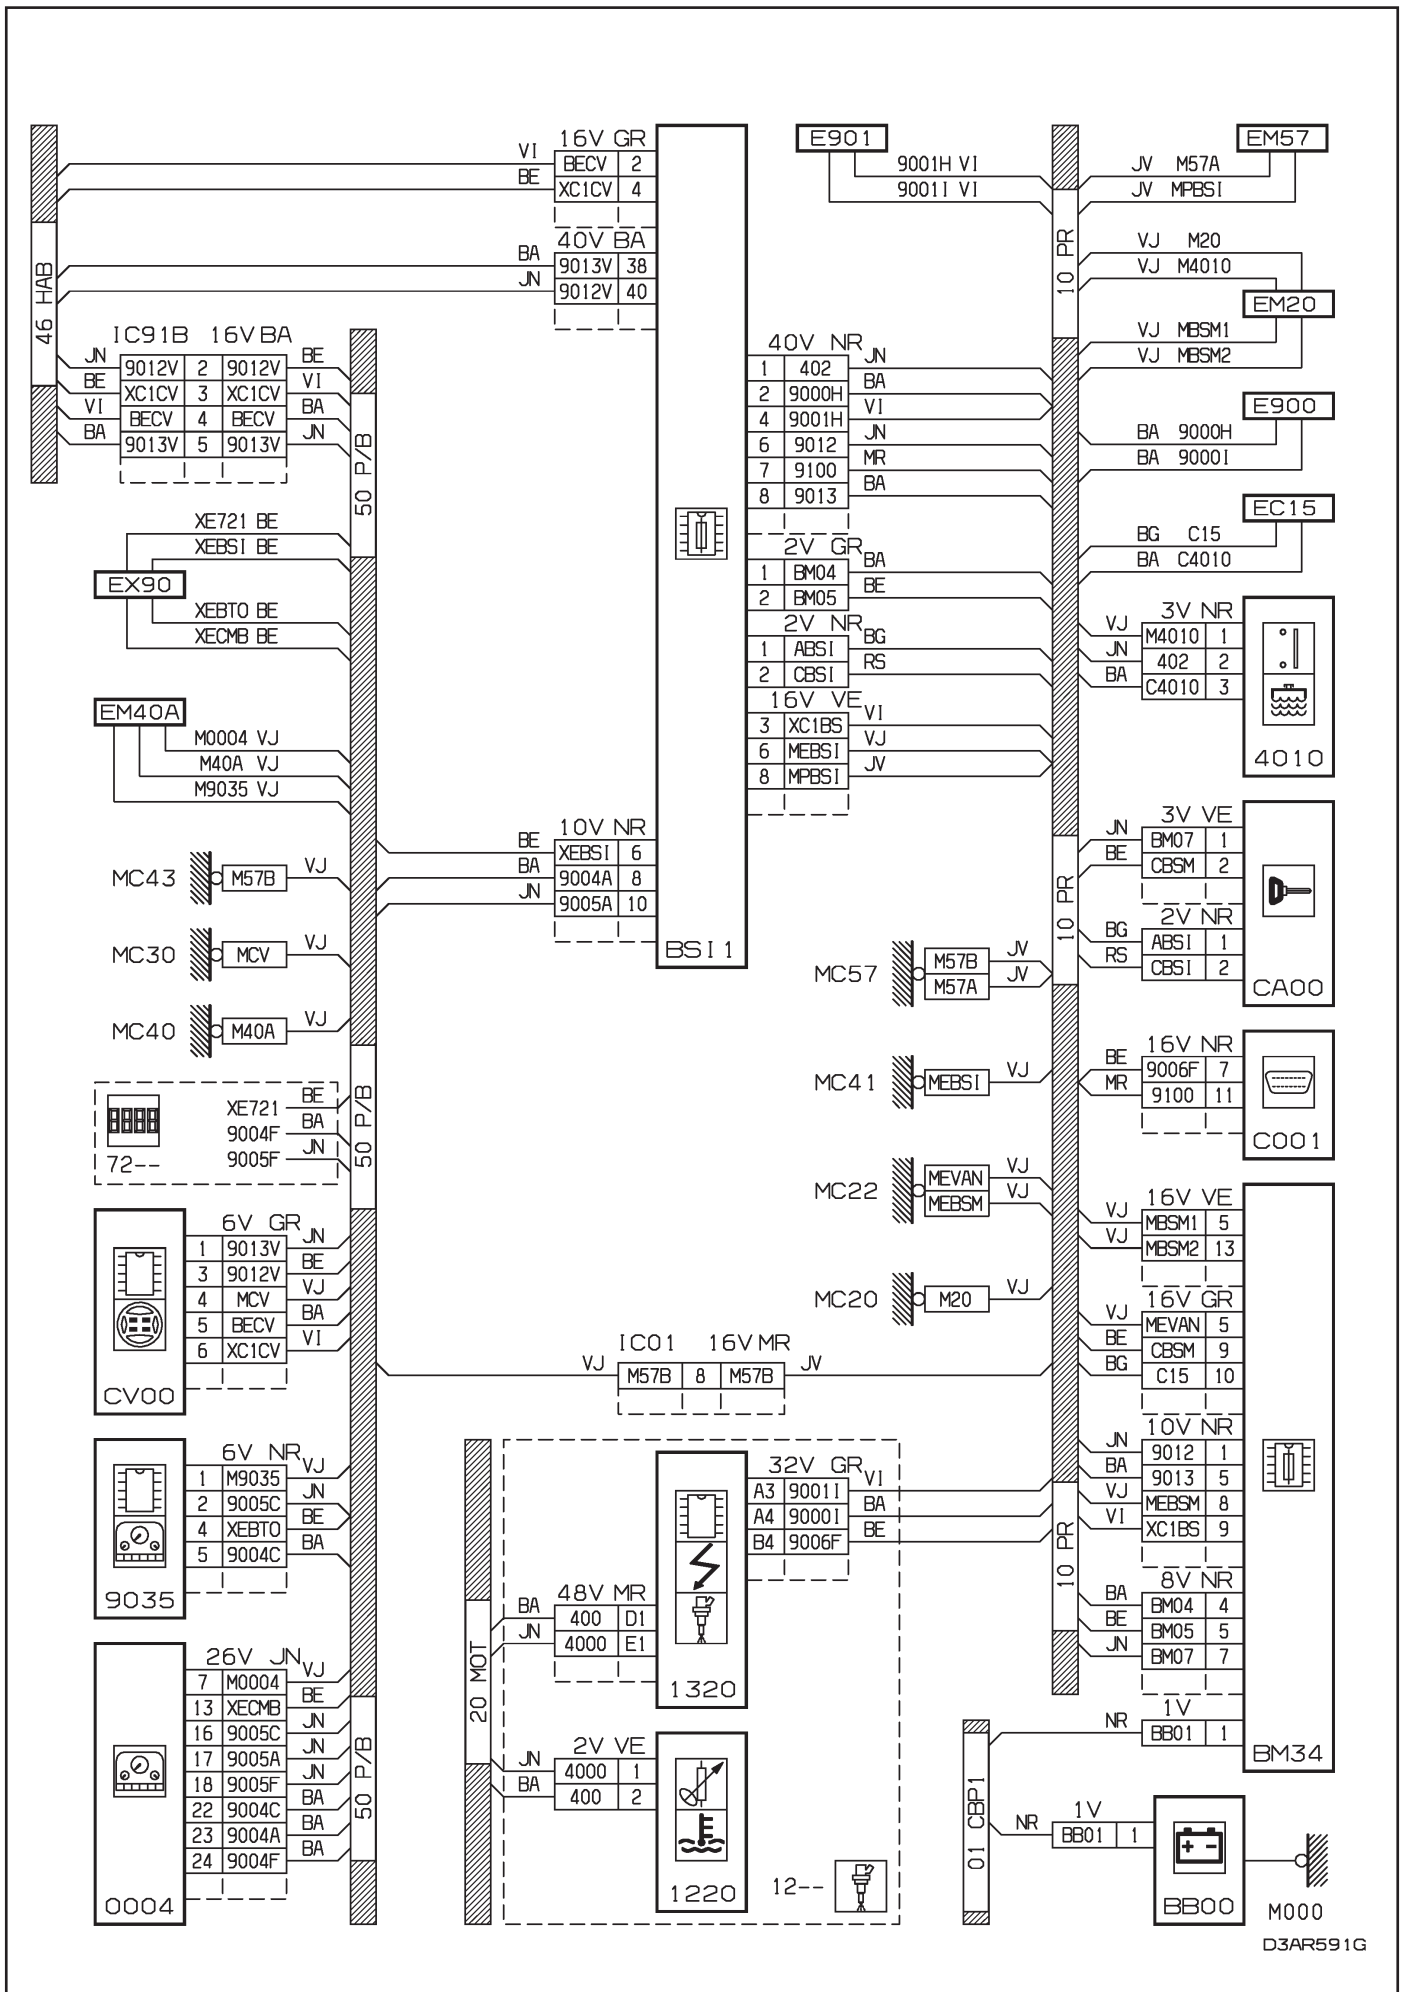 46 HAB
VI
BE
16V GR
BECV 2
XC1CV 4
BA
JN
40V BA
9013V 38
9012V 40
BSI1
IC91B 16V BA
JN 9012V 2 9012V BE
BE XC1CV 3 XC1CV VI
VI BECV 4 BECV BA
BA 9013V 5 9013V JN
50 P/B
XE721 BE
XEBSI BE
EX90
XEBTO BE
XECMB BE
EM40A
M0004 VJ
M40A VJ
M9035 VJ
MC43 M57B VJ
MC30 MCV VJ
MC40 M40A VJ
50 P/B
72--
XE721 BE
9004F BA
9005F JN
6V GR
1 9013V JN
3 9012V BE
4 MCV VJ
5 BECV BA
6 XC1CV VI
CV00
6V NR
1 M9035 VJ
2 9005C JN
4 XEBTO BE
5 9004C BA
9035
26V JN
7 M0004 VJ
13 XECMB BE
16 9005C JN
17 9005A JN
18 9005F JN
22 9004C BA
23 9004A BA
24 9004F BA
0004
50 P/B
10V NR
BE XEBSI 6
BA 9004A 8
JN 9005A 10
40V NR
1 402 JN
2 9000H BA
4 9001H VI
6 9012 JN
7 9100 MR
8 9013 BA
2V GR
1 BM04 BA
2 BM05 BE
2V NR
1 ABSI BG
2 CBSI RS
16V VE
3 XC1BS VI
6 MEBSI VJ
8 MPBSI JV
E901
9001H VI
9001I VI
10 PR
EM57
JV M57A
JV MPBSI
VJ M20
VJ M4010
EM20
VJ MBSM1
VJ MBSM2
E900
BA 9000H
BA 9000I
EC15
BG C15
BA C4010
3V NR
VJ M4010 1
JN 402 2
BA C4010 3
4010
10 PR
3V VE
JN BM07 1
BE CBSM 2
2V NR
BG ABSI 1
RS CBSI 2
CA00
MC57 M57B JV
M57A JV
MC41 MEBSI VJ
MC22 MEVAN VJ
MEBSM VJ
MC20 M20 VJ
16V NR
BE 9006F 7
MR 9100 11
C001
IC01 16V MR
VJ M57B 8 M57B JV
16V VE
VJ MBSM1 5
VJ MBSM2 13
16V GR
VJ MEVAN 5
BE CBSM 9
BG C15 10
10V NR
JN 9012 1
BA 9013 5
VJ MEBSM 8
VI XC1BS 9
8V NR
BA BM04 4
BE BM05 5
JN BM07 7
1V
NR BB01 1
BM34
10 PR
20 MOT
32V GR
A3 9001I VI
A4 9000I BA
B4 9006F BE
48V MR
BA 400 D1
JN 4000 E1
1320
2V VE
JN 4000 1
BA 400 2
1220
12--
01 CBP1
1V
NR BB01 1
+ -
BB00
M000
D3AR591G